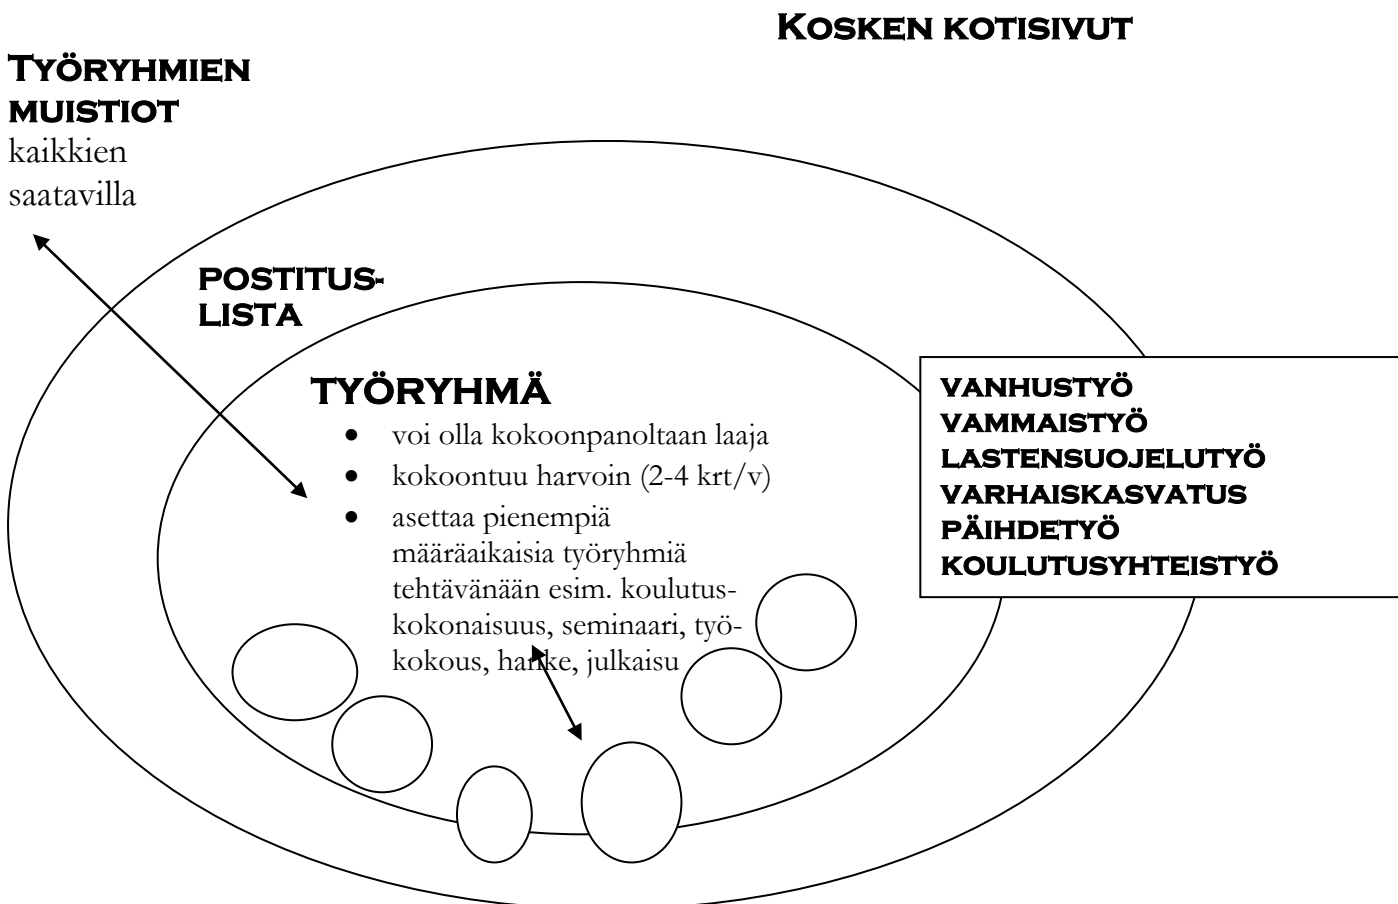 KOSKEN KOTISIVUT
TYÖRYHMIEN
MUISTIOT
kaikkien
saatavilla
POSTITUS-
LISTA
TYÖRYHMÄ
• voi olla kokoonpanoltaan laaja
• kokoontuu harvoin (2-4 krt/v)
• asettaa pienempiä
määräaikaisia työryhmiä
tehtävänään esim. koulutus-
kokonaisuus, seminaari, työ-
kokous, hanke, julkaisu
VANHUSTYÖ
VAMMAISTYÖ
LASTENSUOJELUTYÖ
VARHAISKASVATUS
PÄIHDETYÖ
KOULUTUSYHTEISTYÖ